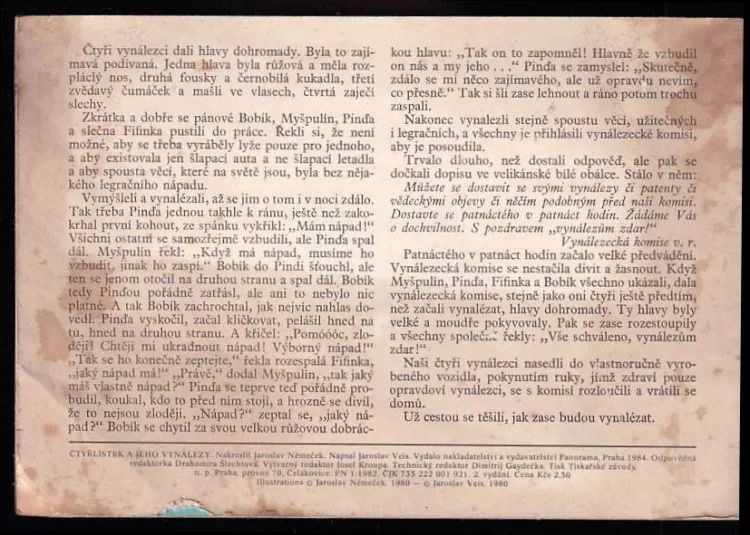 Čtyři vynálezci dali hlavy dohromady. Byla to zají-
mavá podívaná. Jedna hlava byla růžová a měla roz-
pláclý nos, druhá fousky a černobílá kukadla, třetí
zvědavý čumáček a mašli ve vlasech, čtvrtá zaječí
slechy.
Zkrátka a dobře se pánové Bobík, Myšpulín, Pinďa
a slečna Fifinka pustili do práce. Řekli si, že není
možné, aby se třeba vyráběly lyže pouze pro jednoho,
a aby existovala jen šlapací auta a ne šlapací letadla
a aby spousta věcí, které na světě jsou, byla bez něja-
kého legračního nápadu.
Vymýšleli a vynalézali, až se jim o tom i v noci zdálo.
Tak třeba Pinďa jednou takhle k ránu, ještě než zako-
krhal první kohout, ze spánku vykřikl: „Mám nápad!“
Všichni ostatní se samozřejmě vzbudili, ale Pinďa spal
dál. Myšpulín řekl: „Když má nápad, musíme ho
vzbudit, jinak ho zaspí.“ Bobík do Pindi šťouchl, ale
ten se jenom otočil na druhou stranu a spal dál. Bobík
tedy Pinďou pořádně zatřásl, ale ani to nebylo nic
platné. A tak Bobík zachrochtal, jak nejvíc nahlas do-
vedl. Pinďa vyskočil, začal kličkovat, pelášil hned na
tu, hned na druhou stranu. A křičel: „Pomóóóc, zlo-
ději! Chtějí mi ukradnout nápad! Výborný nápad!“
„Tak se ho konečně zeptejte,“ řekla rozespalá Fifinka,
„jaký nápad má!“ „Právě,“ dodal Myšpulín, „tak jaký
máš vlastně nápad?“ Pinďa se teprve teď pořádně pro-
budil, koukal, kdo to před ním stojí, a hrozně se divil,
že to nejsou zloději. „Nápad?“ zeptal se, „jaký ná-
pad?“ Bobík se chytil za svou velkou růžovou dobrác-
kou hlavu: „Tak on to zapomněl! Hlavně že vzbudil
on nás a my jeho . . .“ Pinďa se zamyslel: „Skutečně,
zdálo se mi něco zajímavého, ale už opravdu nevím,
co přesně.“ Tak si šli zase lehnout a ráno potom trochu
zaspali.
Nakonec vynalezli stejně spoustu věcí, užitečných
i legračních, a všechny je přihlásili vynálezecké komisi,
aby je posoudila.
Trvalo dlouho, než dostali odpověď, ale pak se
dočkali dopisu ve velikánské bílé obálce. Stálo v něm:
Můžete se dostavit se svými vynálezy či patenty či
vědeckými objevy či něčím podobným před naši komisi.
Dostavte se patnáctého v patnáct hodin. Žádáme Vás
o dochvilnost. S pozdravem „vynálezům zdar!“
Vynálezecká komise v. r.
Patnáctého v patnáct hodin začalo velké předvádění.
Vynálezecká komise se nestačila divit a žasnout. Když
Myšpulín, Pinďa, Fifinka a Bobík všechno ukázali, dala
vynálezecká komise, stejně jako oni čtyři ještě předtím,
než začali vynalézat, hlavy dohromady. Ty hlavy byly
velké a moudře pokyvovaly. Pak se zase rozestoupily
a všechny společně řekly: „Vše schváleno, vynálezům
zdar!“
Naši čtyři vynálezci nasedli do vlastnoručně vyro-
beného vozidla, pokynutím ruky, jímž zdraví pouze
opravdoví vynálezci, se s komisí rozloučili a vrátili se
domů.
Už cestou se těšili, jak zase budou vynalézat.
ČTYŘLÍSTEK A JEHO VYNÁLEZY. Nakreslil Jaroslav Němeček. Napsal Jaroslav Veis. Vydalo nakladatelství a vydavatelství Panorama, Praha 1984. Odpovědná
redaktorka Drahomíra Šlechtová. Výtvarný redaktor Josef Kroupa. Technický redaktor Dimitrij Gaydečka. Tisk Tiskařské závody,
n. p. Praha, provoz 70, Čelákovice. PN 1-1982. ČJK 735 222 001 921. 2. vydání. Cena Kčs 2,50
Illustrations © Jaroslav Němeček, 1980 — © Jaroslav Veis, 1980